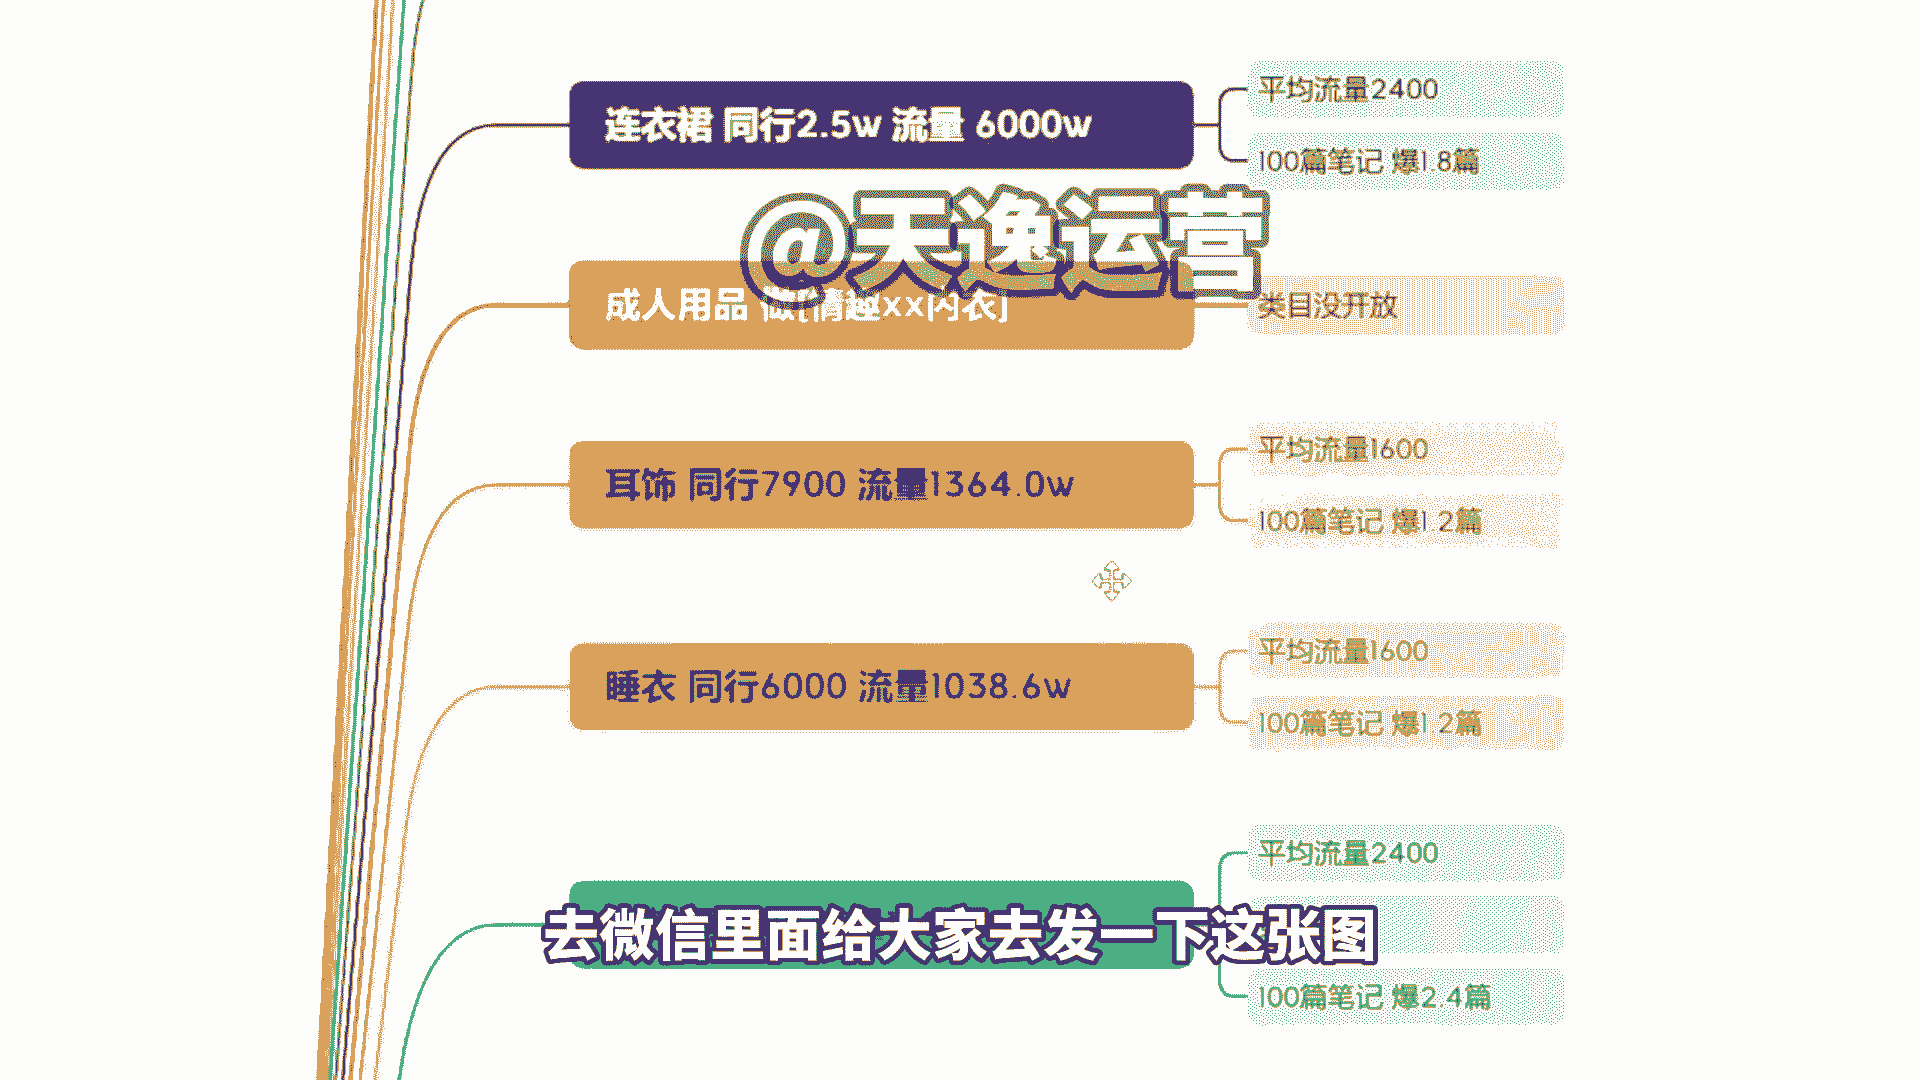 连衣裙 同行2.5w 流量 6000w
平均流量2400
100篇笔记 爆1.8篇
@天逸运营
成人用品 做[情趣xx内衣]
类目没开放
耳饰 同行7900 流量1364.0w
平均流量1600
100篇笔记 爆1.2篇
睡衣 同行6000 流量1038.6w
平均流量1600
100篇笔记 爆1.2篇
平均流量2400
去微信里面给大家去发一下这张图
100篇笔记 爆2.4篇